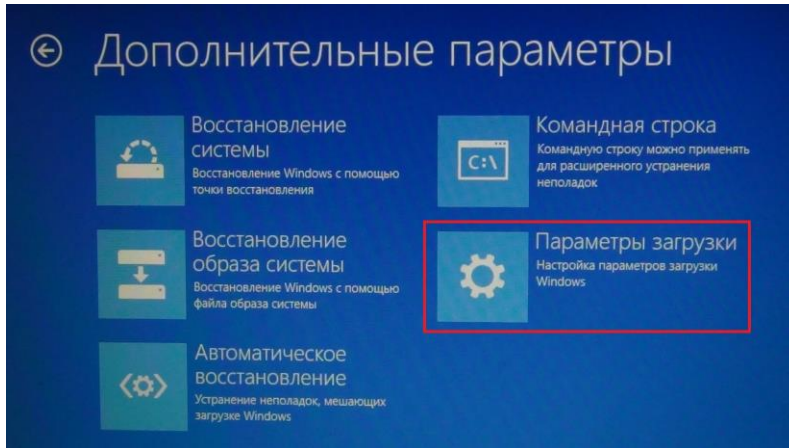 Дополнительные параметры
Восстановление
системы
Восстановление Windows с помощью
точки восстановления
Восстановление
образа системы
Восстановление Windows с помощью
файла образа системы
Автоматическое
восстановление
Устранение неполадок, мешающих
загрузке Windows
Командная строка
Командную строку можно применять
для расширенного устранения
неполадок
C:\
Параметры загрузки
Настройка параметров загрузки
Windows